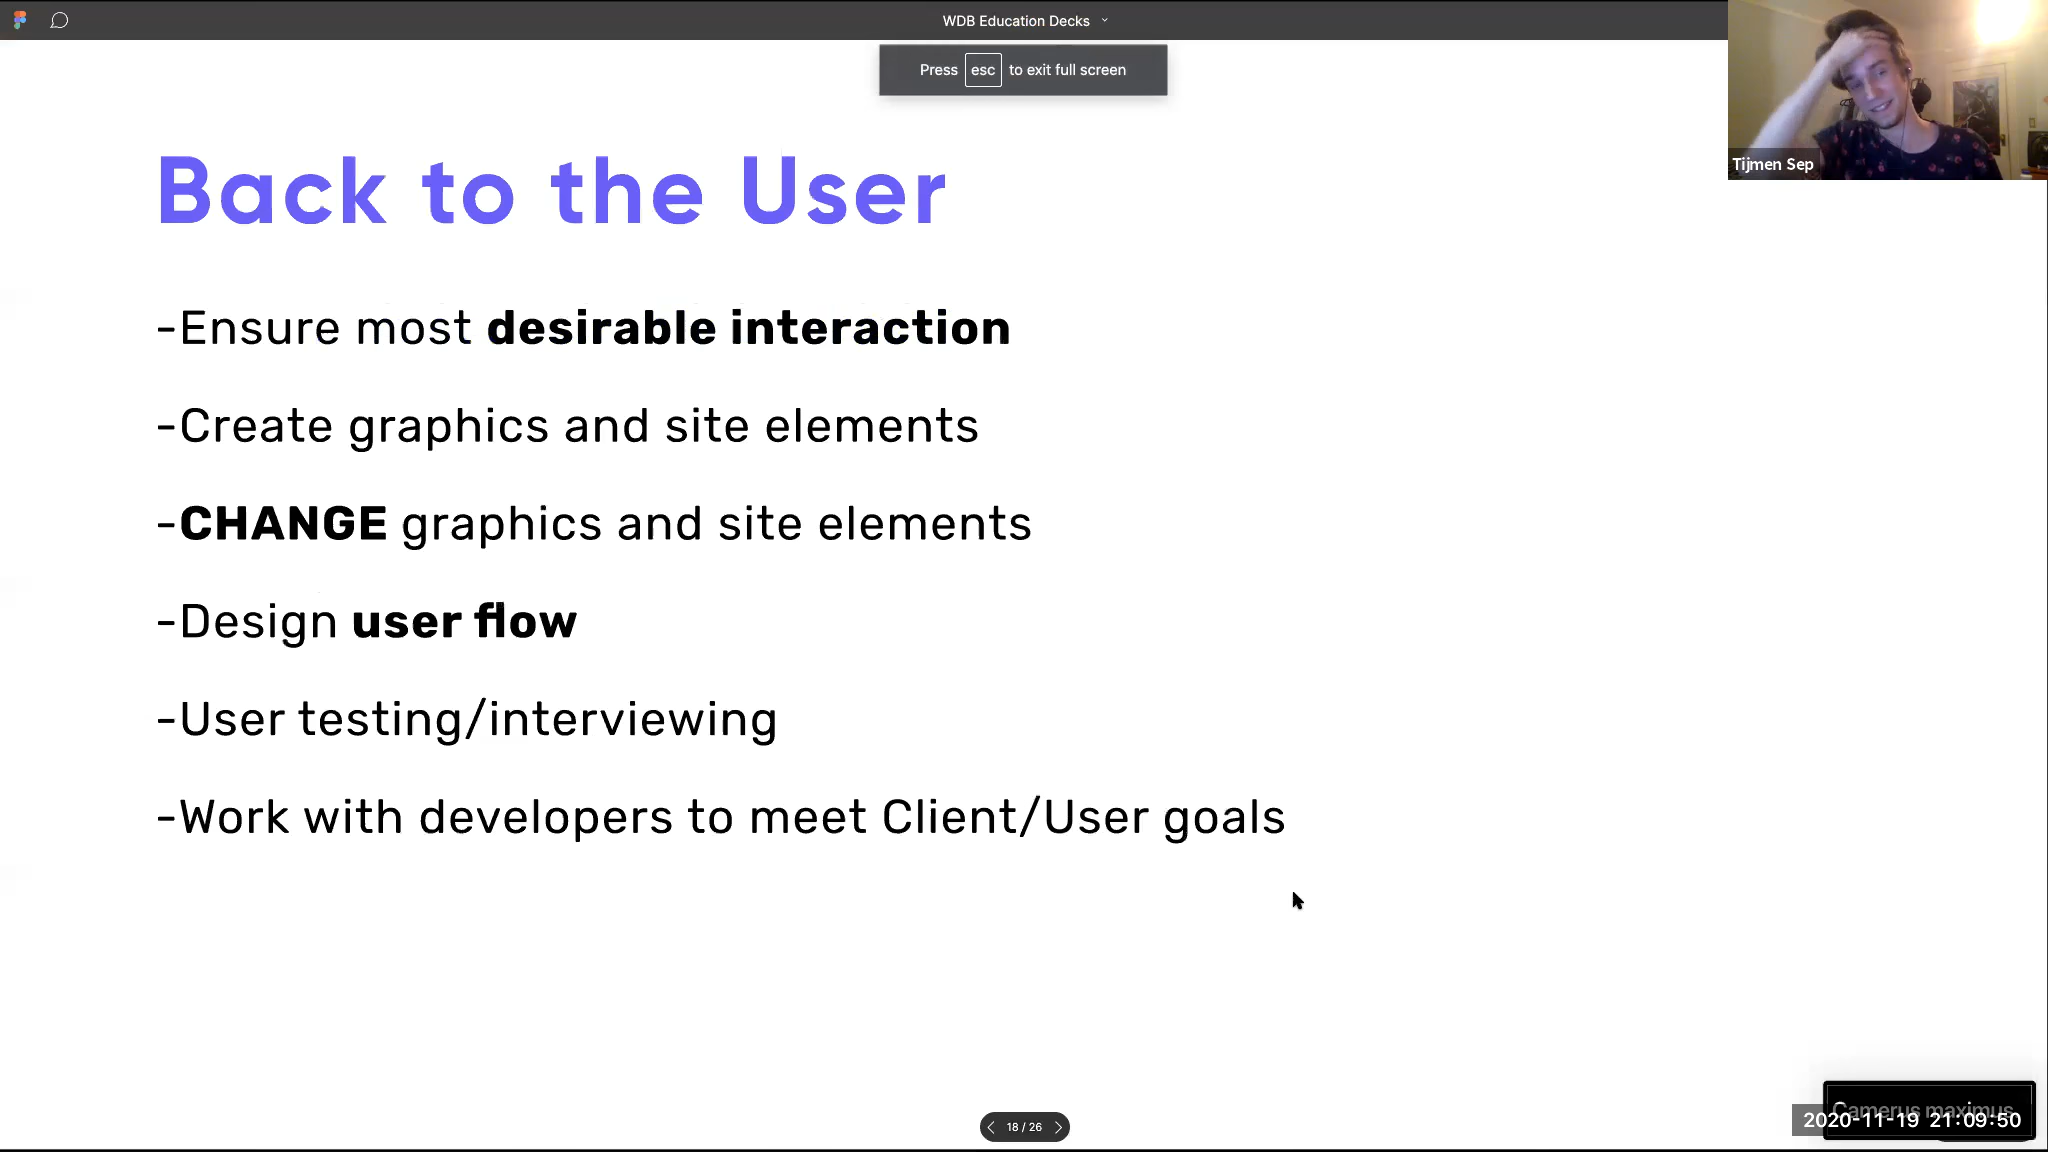 WDB Education Decks
Press esc to exit full screen
Tijmen Sep
Back to the User
-Ensure most desirable interaction
-Create graphics and site elements
-CHANGE graphics and site elements
-Design user flow
-User testing/interviewing
-Work with developers to meet Client/User goals
18 / 26
Camerus maximus
2020-11-19 21:09:50